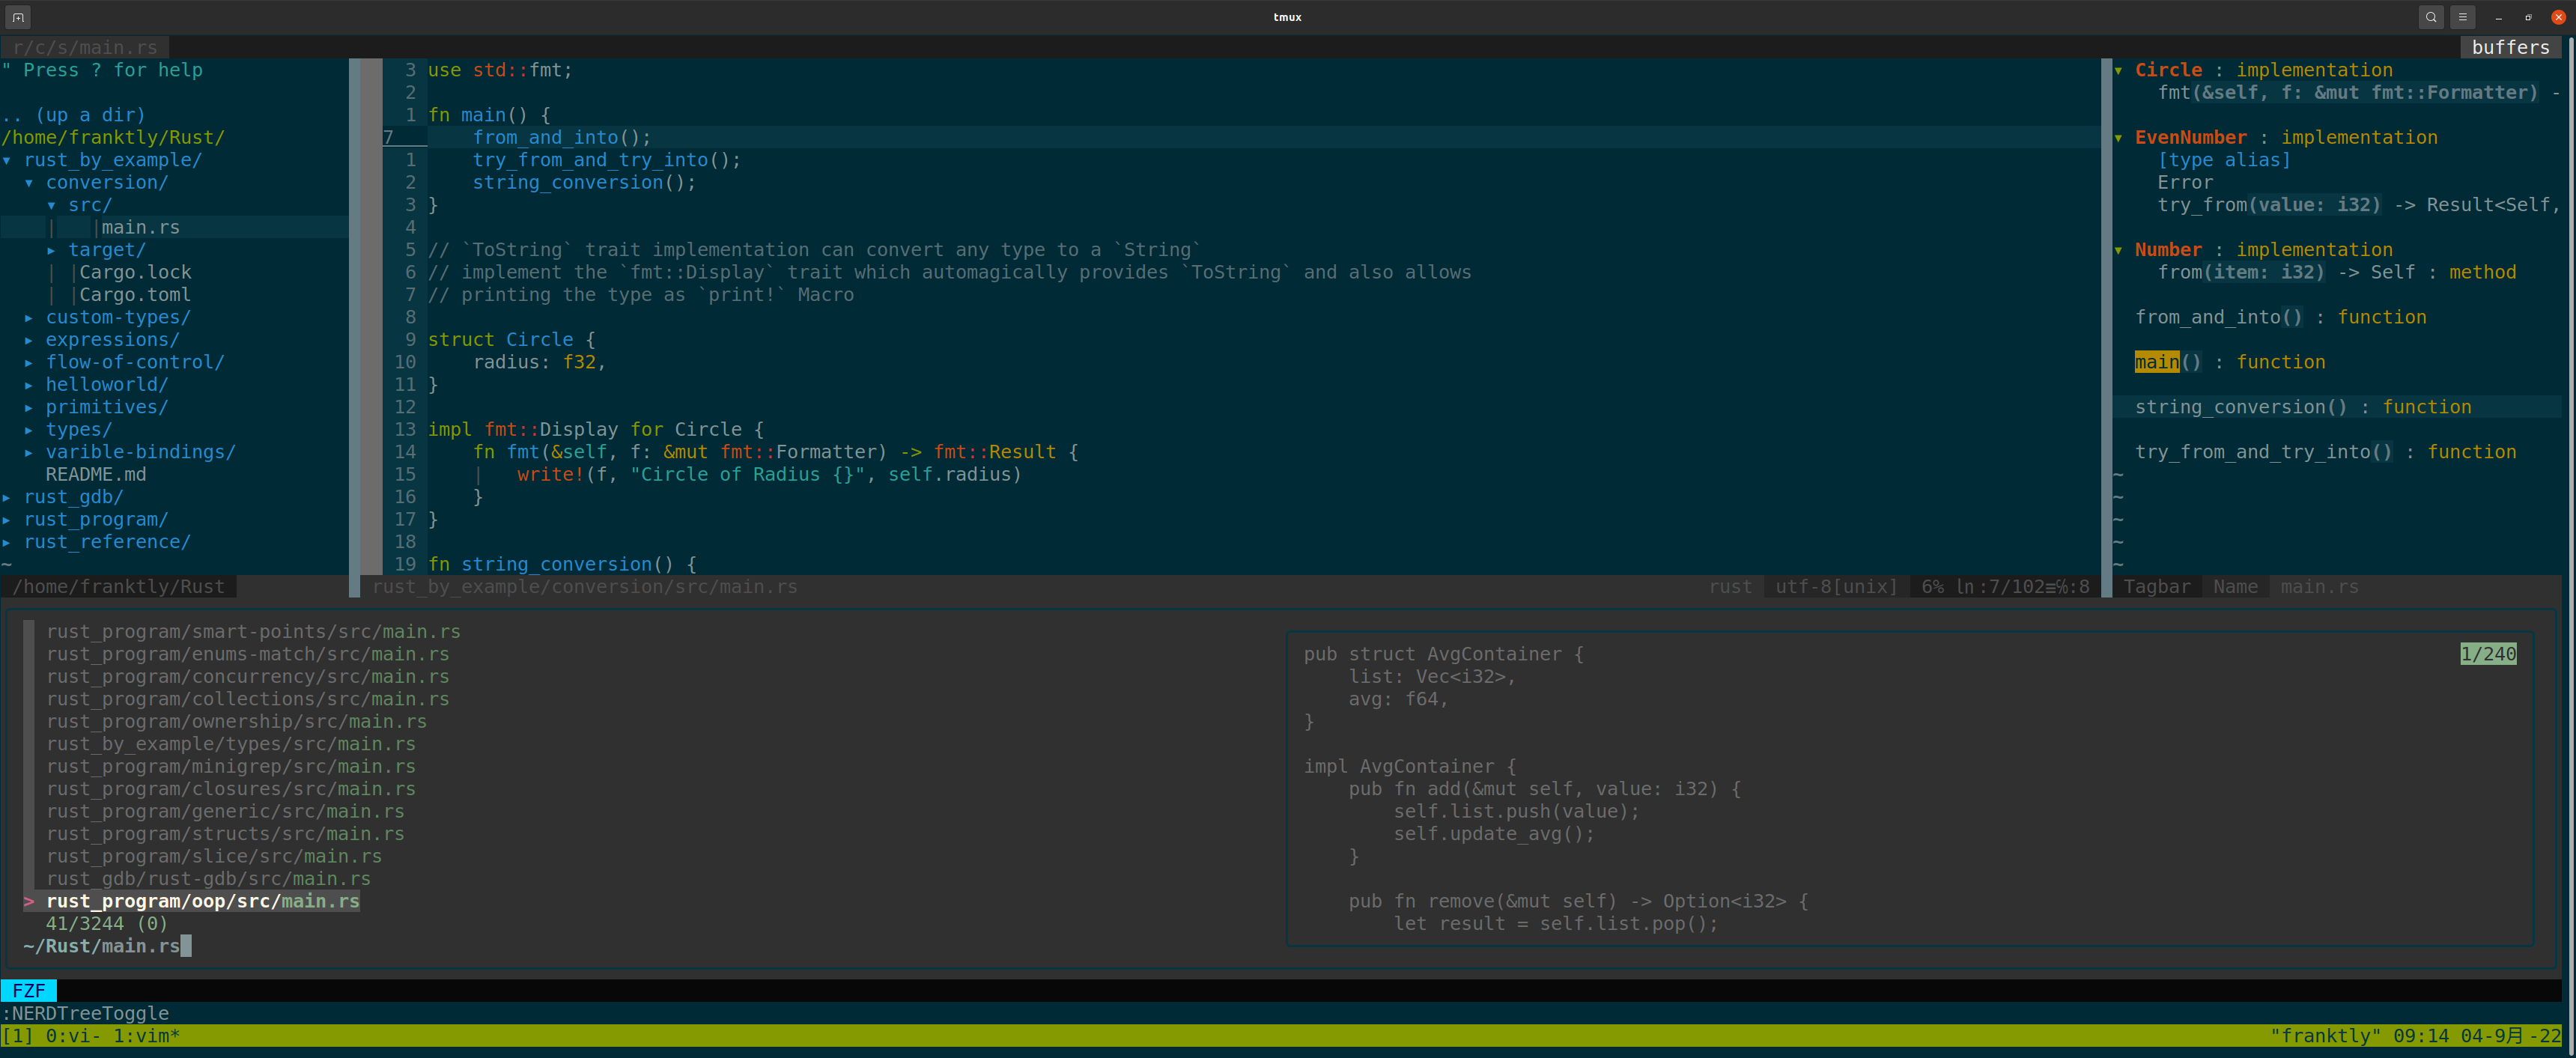 tmux
r/c/s/main.rs
buffers
" Press ? for help
.. (up a dir)
/home/franktly/Rust/
▾ rust_by_example/
▾ conversion/
▾ src/
main.rs
▸ target/
Cargo.lock
Cargo.toml
▸ custom-types/
▸ expressions/
▸ flow-of-control/
▸ helloworld/
▸ primitives/
▸ types/
▸ varible-bindings/
README.md
▸ rust_gdb/
▸ rust_program/
▸ rust_reference/
~
/home/franktly/Rust
3 use std::fmt;
2
1 fn main() {
7     from_and_into();
1     try_from_and_try_into();
2     string_conversion();
3 }
4
5 // `ToString` trait implementation can convert any type to a `String`
6 // implement the `fmt::Display` trait which automagically provides `ToString` and also allows
7 // printing the type as `print!` Macro
8
9 struct Circle {
10     radius: f32,
11 }
12
13 impl fmt::Display for Circle {
14     fn fmt(&self, f: &mut fmt::Formatter) -> fmt::Result {
15     |   write!(f, "Circle of Radius {}", self.radius)
16     }
17 }
18
19 fn string_conversion() {
rust_by_example/conversion/src/main.rs rust utf-8[unix] 6% ln:7/102≡℅:8
▾ Circle : implementation
fmt(&self, f: &mut fmt::Formatter) -
▾ EvenNumber : implementation
[type alias]
Error
try_from(value: i32) -> Result<Self,
▾ Number : implementation
from(item: i32) -> Self : method
from_and_into() : function
main() : function
string_conversion() : function
try_from_and_try_into() : function
~
~
~
~
~
Tagbar Name main.rs
rust_program/smart-points/src/main.rs
rust_program/enums-match/src/main.rs
rust_program/concurrency/src/main.rs
rust_program/collections/src/main.rs
rust_program/ownership/src/main.rs
rust_by_example/types/src/main.rs
rust_program/minigrep/src/main.rs
rust_program/closures/src/main.rs
rust_program/generic/src/main.rs
rust_program/structs/src/main.rs
rust_program/slice/src/main.rs
rust_gdb/rust-gdb/src/main.rs
> rust_program/oop/src/main.rs
41/3244 (0)
~/Rust/main.rs
1/240
pub struct AvgContainer {
    list: Vec<i32>,
    avg: f64,
}
impl AvgContainer {
    pub fn add(&mut self, value: i32) {
        self.list.push(value);
        self.update_avg();
    }
    pub fn remove(&mut self) -> Option<i32> {
        let result = self.list.pop();
FZF
:NERDTreeToggle
[1] 0:vi- 1:vim* "franktly" 09:14 04-9月-22